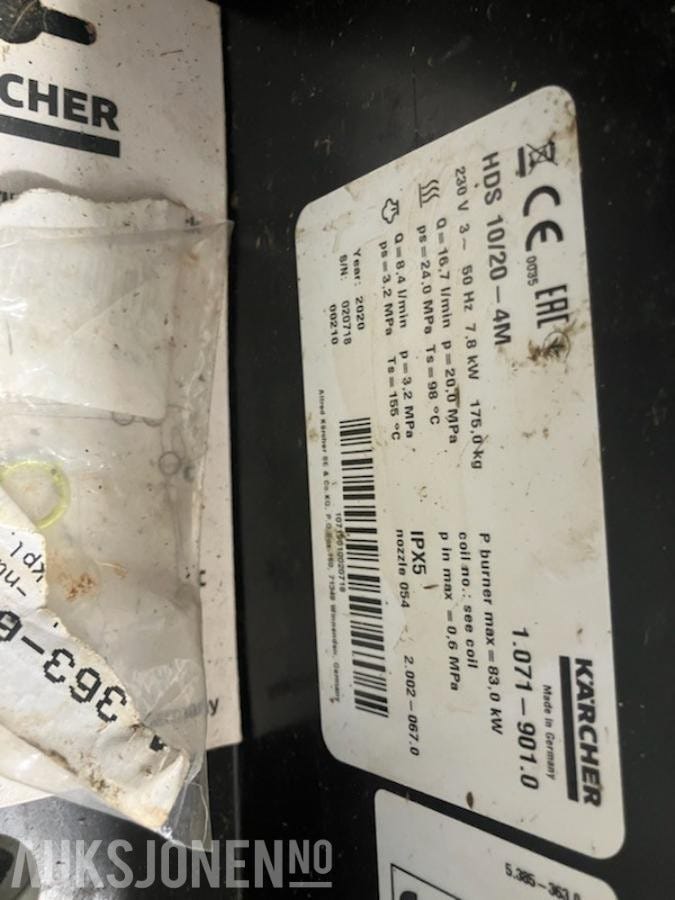 CHER
363-6
kpl.
CE 0035 EAC
KÄRCHER
Made in Germany
HDS 10/20-4M
1.071-901.0
230 V 3~ 50 Hz 7,8 kW 175,0 kg
P burner max=83,0 kW
Q=16,7 l/min p=20,0 MPa
coil no.: see coil
ps=24,0 MPa Ts=98 °C
p in max =0,6 MPa
Q=8,4 l/min p=3,2 MPa
IPX5
ps=3,2 MPa Ts=155 °C
nozzle 054 - 2.002-067.0
Year: 2020
S/N: 020718
00210
Alfred Kärcher SE & Co.KG, P.O.Box 160, 71349 Winnenden, Germany
5.385-363.0
AUKSJONEN NO